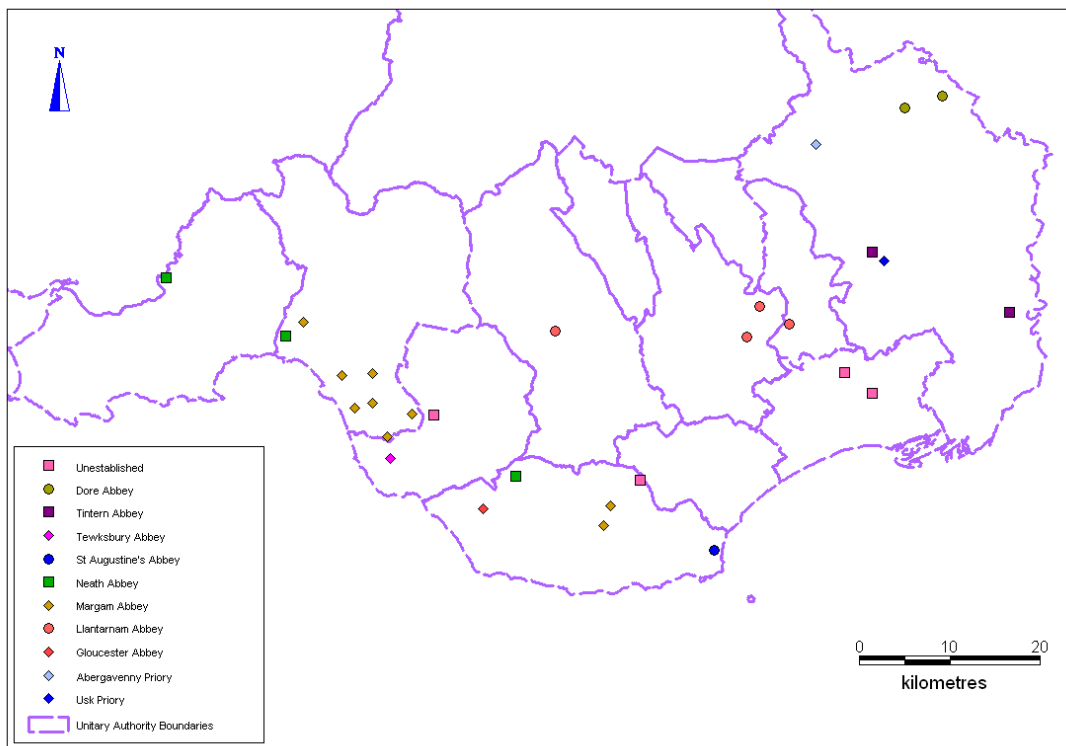 N
Unestablished
Dore Abbey
Tintern Abbey
Tewksbury Abbey
St Augustine's Abbey
Neath Abbey
Margam Abbey
Llantarnam Abbey
Gloucester Abbey
Abergavenny Priory
Usk Priory
Unitary Authority Boundaries
0 10 20
kilometres